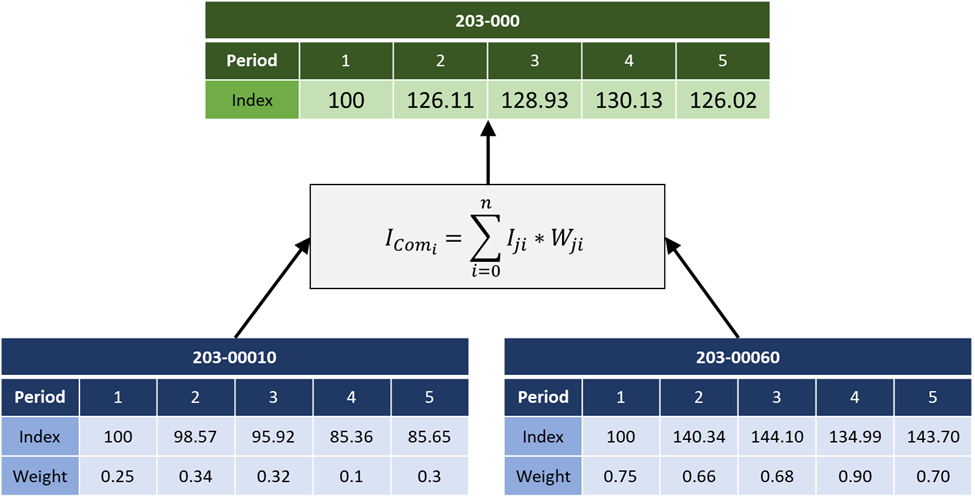 203-000
Period 1 2 3 4 5
Index 100 126.11 128.93 130.13 126.02
n
I_{Com_i} = ∑ I_{ji} * W_{ji}
i=0
203-00010
Period 1 2 3 4 5
Index 100 98.57 95.92 85.36 85.65
Weight 0.25 0.34 0.32 0.1 0.3
203-00060
Period 1 2 3 4 5
Index 100 140.34 144.10 134.99 143.70
Weight 0.75 0.66 0.68 0.90 0.70